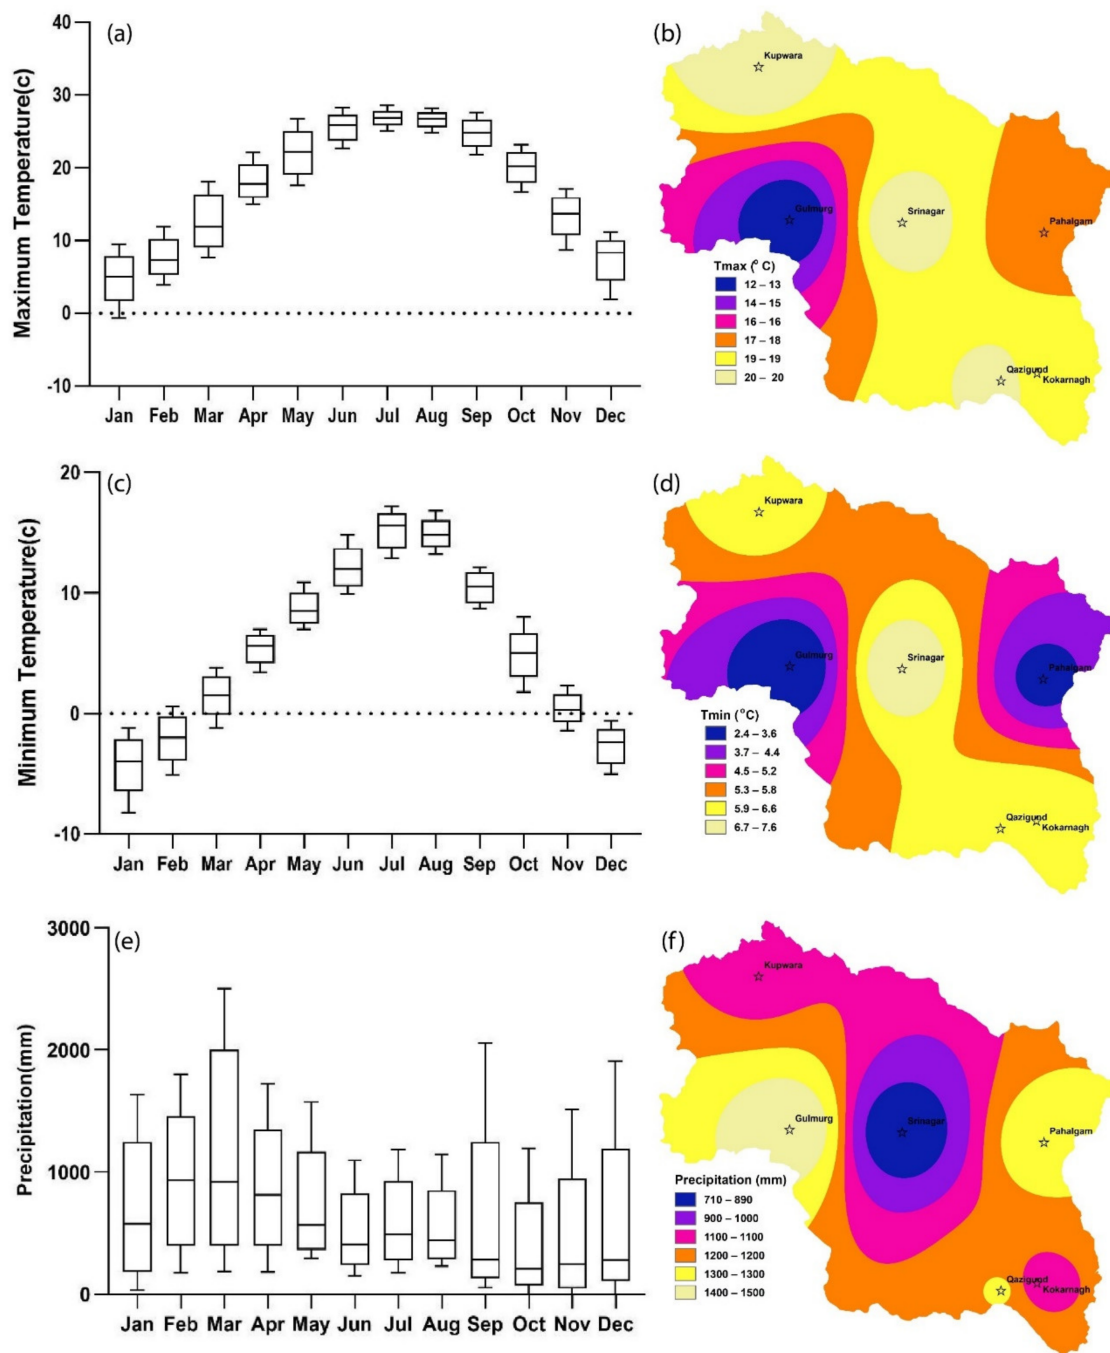 (a)
Maximum Temperature(c)
40
30
20
10
0
-10
Jan Feb Mar Apr May Jun Jul Aug Sep Oct Nov Dec
(b)
Kupwara
Gulmurg
Srinagar
Pahalgam
Qazigund
Kokarnagh
Tmax (° C)
12 – 13
14 – 15
16 – 16
17 – 18
19 – 19
20 – 20
(c)
Minimum Temperature(c)
20
10
0
-10
Jan Feb Mar Apr May Jun Jul Aug Sep Oct Nov Dec
(d)
Kupwara
Gulmurg
Srinagar
Pahalgam
Qazigund
Kokarnagh
Tmin (°C)
2.4 – 3.6
3.7 – 4.4
4.5 – 5.2
5.3 – 5.8
5.9 – 6.6
6.7 – 7.6
(e)
Precipitation(mm)
3000
2000
1000
0
Jan Feb Mar Apr May Jun Jul Aug Sep Oct Nov Dec
(f)
Kupwara
Gulmurg
Srinagar
Pahalgam
Qazigund
Kokarnagh
Precipitation (mm)
710 – 890
900 – 1000
1100 – 1100
1200 – 1200
1300 – 1300
1400 – 1500